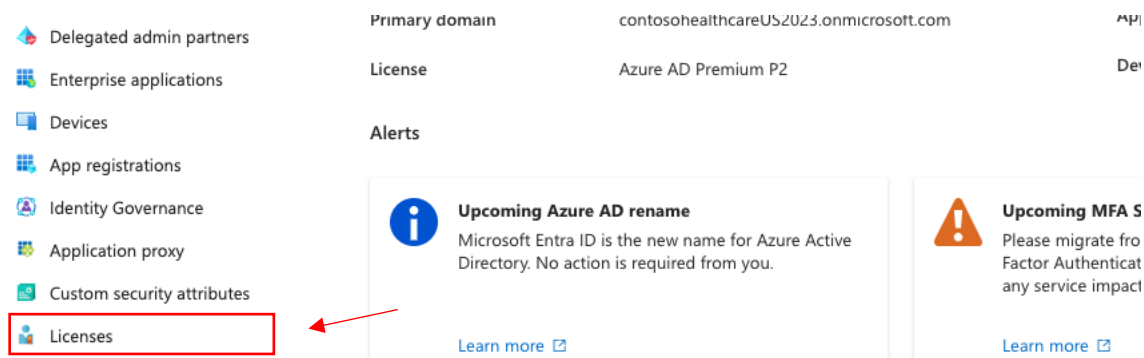 Delegated admin partners
Enterprise applications
Devices
App registrations
Identity Governance
Application proxy
Custom security attributes
Licenses
Primary domain contosohealthcareUS2023.onmicrosoft.com
License Azure AD Premium P2
Alerts
Upcoming Azure AD rename
Microsoft Entra ID is the new name for Azure Active
Directory. No action is required from you.
Learn more
Upcoming MFA
Please migrate
Factor
any service impact
Learn more